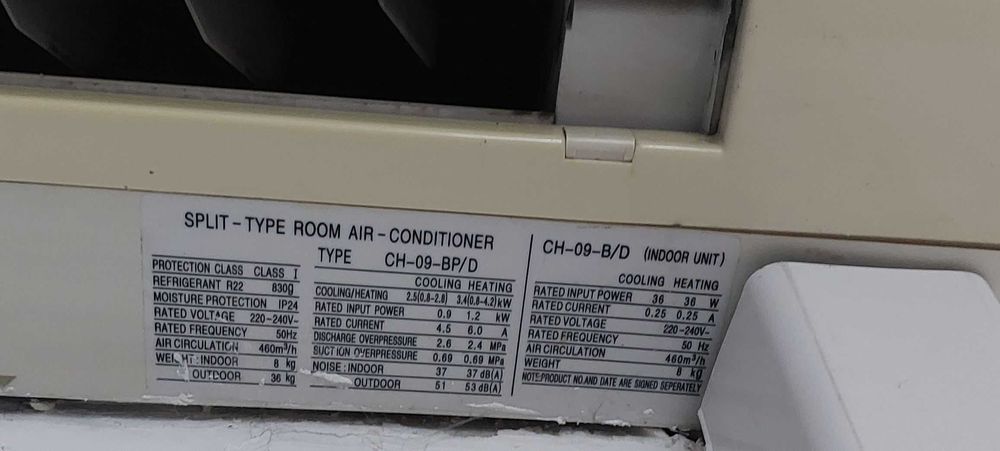 SPLIT-TYPE ROOM AIR-CONDITIONER
PROTECTION CLASS CLASS I
REFRIGERANT R22 830g
MOISTURE PROTECTION IP24
RATED VOLTAGE 220-240V~
RATED FREQUENCY 50Hz
AIR CIRCULATION 460m³/h
WEIGHT: INDOOR 8 kg
OUTDOOR 36 kg
TYPE CH-09-BP/D
COOLING HEATING
COOLING/HEATING 2.5(0.8-2.8) 3.4(0.8-4.2)kW
RATED INPUT POWER 0.9 1.2 kW
RATED CURRENT 4.5 6.0 A
DISCHARGE OVERPRESSURE 2.6 2.4 MPa
SUCTION OVERPRESSURE 0.69 0.69 MPa
NOISE: INDOOR 37 37 dB(A)
OUTDOOR 51 53 dB(A)
CH-09-B/D (INDOOR UNIT)
COOLING HEATING
RATED INPUT POWER 36 36 W
RATED CURRENT 0.25 0.25 A
RATED VOLTAGE 220-240V~
RATED FREQUENCY 50 Hz
AIR CIRCULATION 460m³/h
WEIGHT 8 kg
NOTE:PRODUCT NO.AND DATE ARE SIGNED SEPERATELY